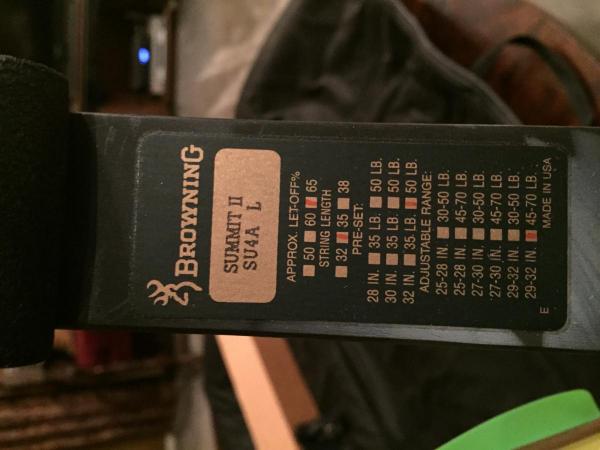 BROWNING
SUMMIT II
SU4A L
APPROX. LET-OFF%
50 60 65
STRING LENGTH
32 35 38
PRE-SET:
28 IN. 35 LB. 50 LB.
30 IN. 35 LB. 50 LB.
32 IN. 35 LB. 50 LB.
ADJUSTABLE RANGE:
25-28 IN. 30-50 LB.
25-28 IN. 45-70 LB.
27-30 IN. 30-50 LB.
27-30 IN. 45-70 LB.
29-32 IN. 30-50 LB.
29-32 IN. 45-70 LB.
E MADE IN USA